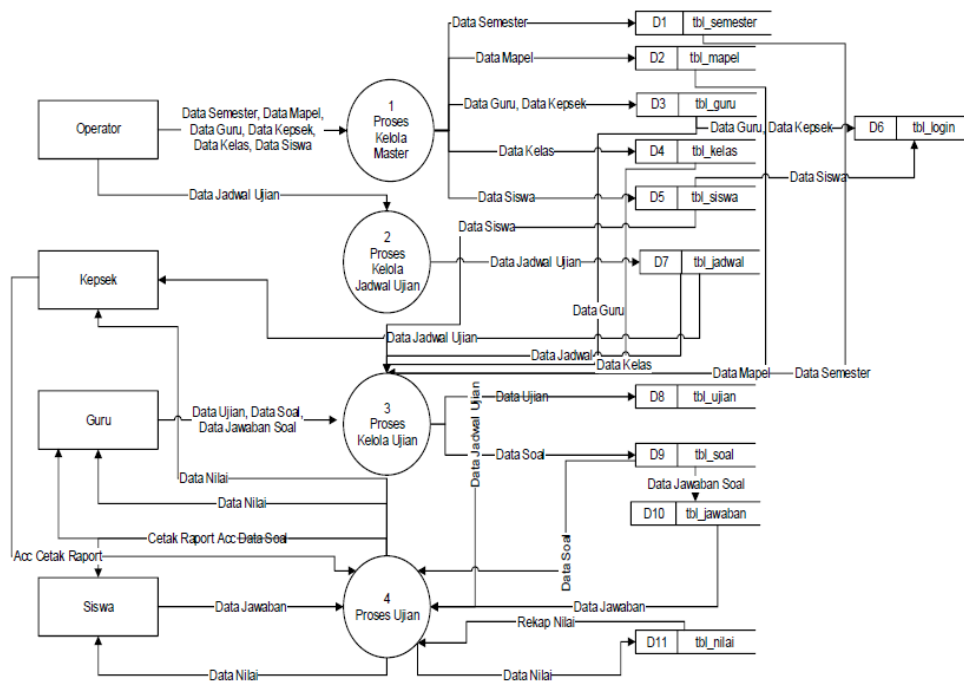 Data Semester
D1 tbl_semester
Data Mapel
D2 tbl_mapel
Operator
Data Semester, Data Mapel,
Data Guru, Data Kepsek,
Data Kelas, Data Siswa
1
Proses
Kelola
Master
Data Guru, Data Kepsek
D3 tbl_guru
Data Guru, Data Kepsek
D6 tbl_login
Data Kelas
D4 tbl_kelas
Data Siswa
Data Siswa
D5 tbl_siswa
Data Jadwal Ujian
Data Siswa
2
Proses
Kelola
Jadwal Ujian
Data Jadwal Ujian
D7 tbl_jadwal
Kepsek
Data Guru
Data Jadwal Ujian
Data Jadwal
Data Kelas
Data Mapel
Data Semester
Guru
Data Ujian, Data Soal,
Data Jawaban Soal
3
Proses
Kelola Ujian
Data Jadwal Ujian
Data Ujian
D8 tbl_ujian
Data Soal
D9 tbl_soal
Data Jawaban Soal
D10 tbl_jawaban
Data Nilai
Data Nilai
Cetak Raport Acc Data Soal
Acc Cetak Raport
Data Soal
Siswa
Data Jawaban
4
Proses Ujian
Data Jawaban
Rekap Nilai
D11 tbl_nilai
Data Nilai
Data Nilai